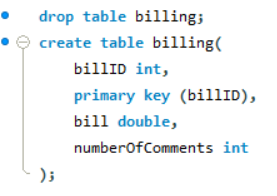 drop table billing;
create table billing(
billID int,
primary key (billID),
bill double,
numberOfComments int
);